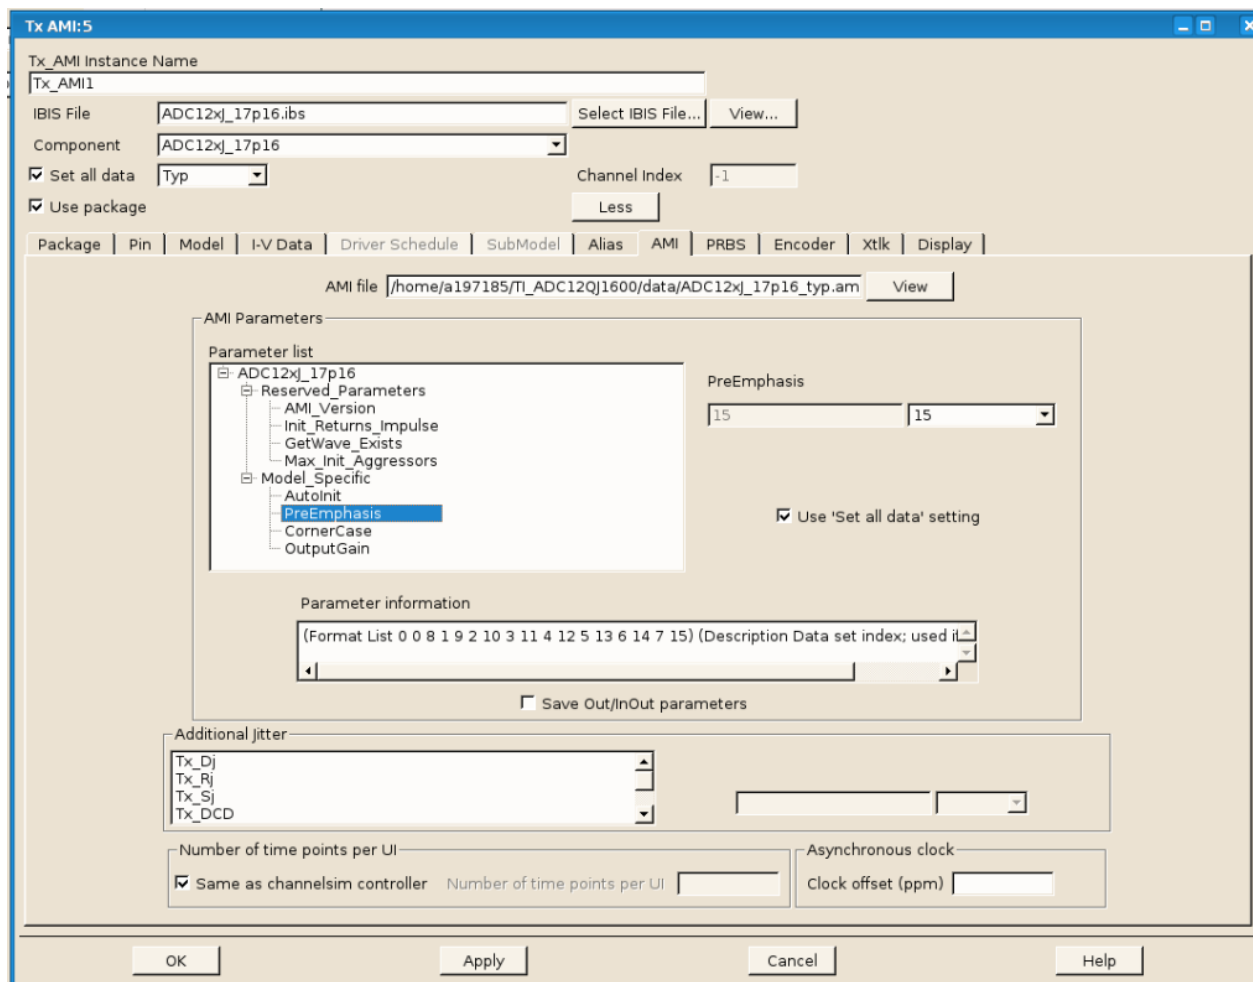 Tx AMI:5
Tx_AMI Instance Name
Tx_AMI1
IBIS File ADC12xJ_17p16.ibs Select IBIS File... View...
Component ADC12xJ_17p16
Set all data Typ Channel Index -1
Use package Less
Package Pin Model I-V Data Driver Schedule SubModel Alias AMI PRBS Encoder Xtlk Display
AMI file /home/a197185/TI_ADC12QJ1600/data/ADC12xJ_17p16_typ.am View
AMI Parameters
Parameter list
ADC12xJ_17p16
Reserved_Parameters
AMI_Version
Init_Returns_Impulse
GetWave_Exists
Max_Init_Aggressors
Model_Specific
AutoInit
PreEmphasis
CornerCase
OutputGain
PreEmphasis
15 15
Use 'Set all data' setting
Parameter information
(Format List 0 0 8 1 9 2 10 3 11 4 12 5 13 6 14 7 15) (Description Data set index; used
Save Out/InOut parameters
Additional Jitter
Tx_Dj
Tx_Rj
Tx_Sj
Tx_DCD
Number of time points per UI
Same as channelsim controller Number of time points per UI
Asynchronous clock
Clock offset (ppm)
OK Apply Cancel Help